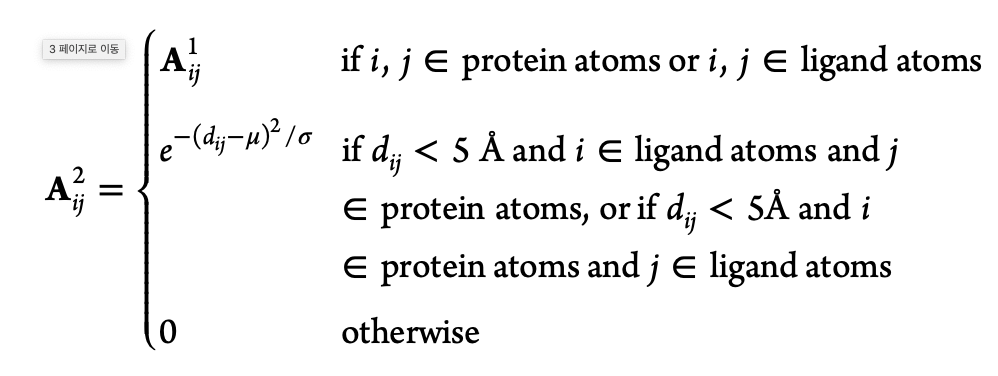 3 페이지로 이동
A¹ᵢⱼ if i, j ∈ protein atoms or i, j ∈ ligand atoms
e^{−(dᵢⱼ−μ)²/σ} if dᵢⱼ < 5 Å and i ∈ ligand atoms and j
A²ᵢⱼ =
∈ protein atoms, or if dᵢⱼ < 5Å and i
∈ protein atoms and j ∈ ligand atoms
0 otherwise